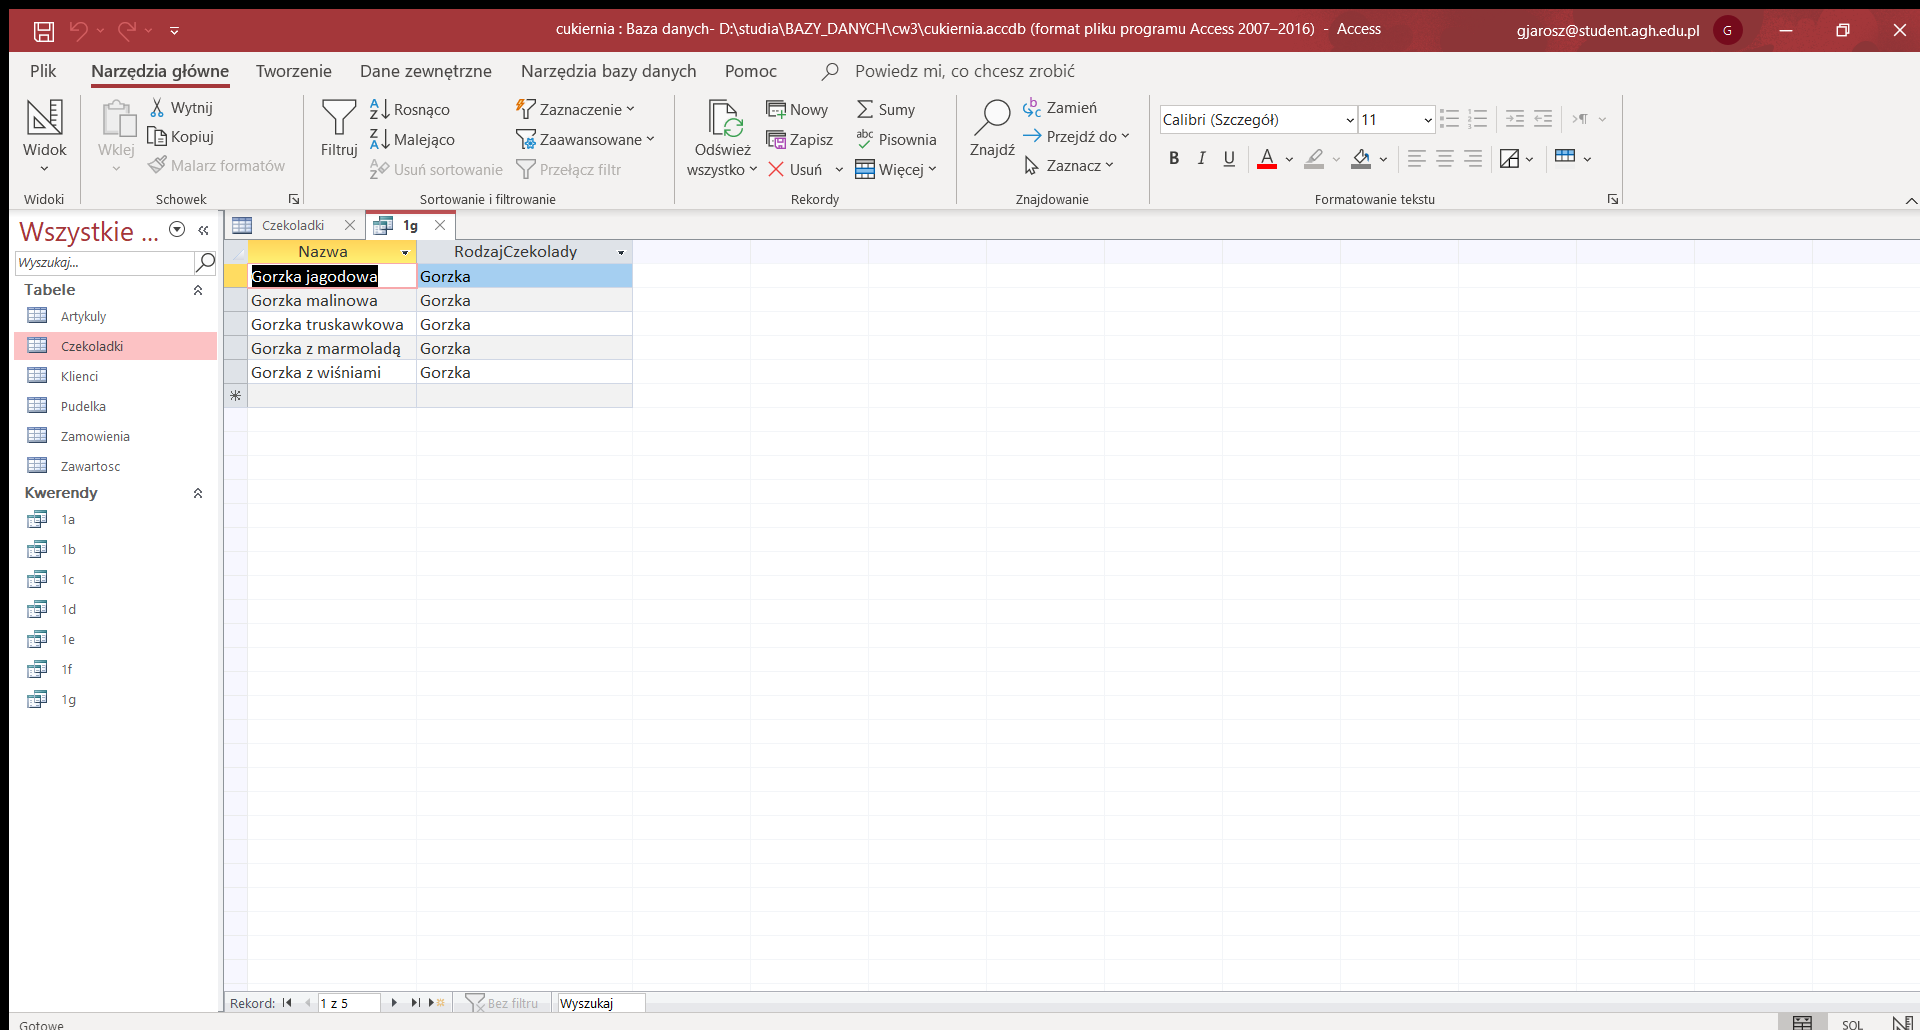 cukiernia : Baza danych- D:\studia\BAZY_DANYCH\cw3\cukiernia.accdb (format pliku programu Access 2007–2016) - Access
gjarosz@student.agh.edu.pl G
Plik Narzędzia główne Tworzenie Dane zewnętrzne Narzędzia bazy danych Pomoc Powiedz mi, co chcesz zrobić
Widok
Widoki
Wklej
Wytnij
Kopiuj
Malarz formatów
Schowek
Filtruj
Rosnąco
Malejąco
Usuń sortowanie
Zaznaczenie
Zaawansowane
Przełącz filtr
Sortowanie i filtrowanie
Odśwież
wszystko
Nowy
Zapisz
Usuń
Sumy
Pisownia
Więcej
Rekordy
Znajdź
Zamień
Przejdź do
Zaznacz
Znajdowanie
Calibri (Szczegół) 11
B I U A
Formatowanie tekstu
Wszystkie ...
Wyszukaj...
Tabele
Artykuly
Czekoladki
Klienci
Pudelka
Zamowienia
Zawartosc
Kwerendy
1a
1b
1c
1d
1e
1f
1g
Czekoladki 1g
Nazwa RodzajCzekolady
Gorzka jagodowa Gorzka
Gorzka malinowa Gorzka
Gorzka truskawkowa Gorzka
Gorzka z marmoladą Gorzka
Gorzka z wiśniami Gorzka
Rekord: 1 z 5 Bez filtru Wyszukaj
Gotowe SQL